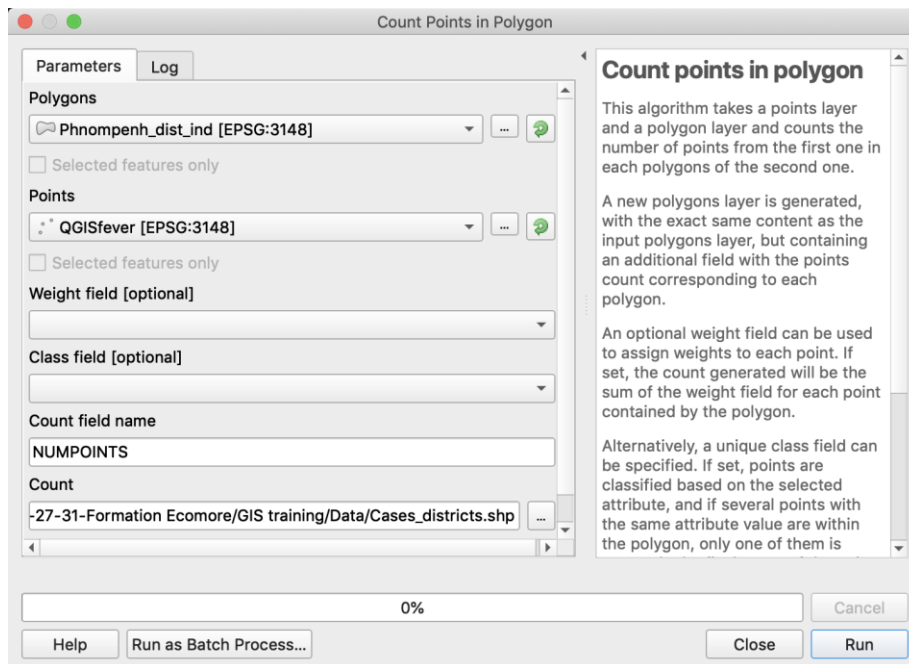 Count Points in Polygon
Parameters
Log
Polygons
Phnompenh_dist_ind [EPSG:3148]
...
Selected features only
Points
QGISfever [EPSG:3148]
...
Selected features only
Weight field [optional]
Class field [optional]
Count field name
NUMPOINTS
Count
-27-31-Formation Ecomore/GIS training/Data/Cases_districts.shp
...
Count points in polygon
This algorithm takes a points layer
and a polygon layer and counts the
number of points from the first one in
each polygons of the second one.
A new polygons layer is generated,
with the exact same content as the
input polygons layer, but containing
an additional field with the points
count corresponding to each
polygon.
An optional weight field can be used
to assign weights to each point. If
set, the count generated will be the
sum of the weight field for each point
contained by the polygon.
Alternatively, a unique class field can
be specified. If set, points are
classified based on the selected
attribute, and if several points with
the same attribute value are within
the polygon, only one of them is
0%
Cancel
Help
Run as Batch Process...
Close
Run